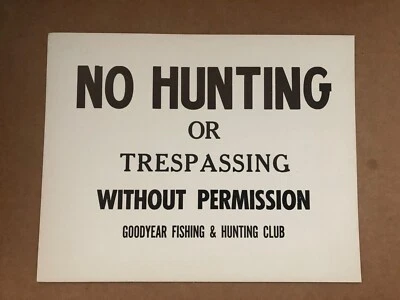 NO HUNTING
OR
TRESPASSING
WITHOUT PERMISSION
GOODYEAR FISHING & HUNTING CLUB